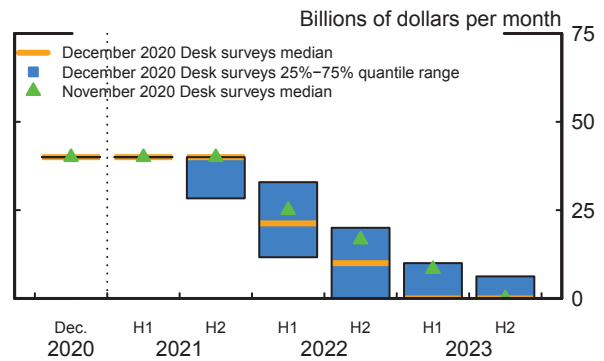 Billions of dollars per month
75
December 2020 Desk surveys median
December 2020 Desk surveys 25%−75% quantile range
November 2020 Desk surveys median
50
25
0
Dec. H1 H2 H1 H2 H1 H2
2020 2021 2022 2023